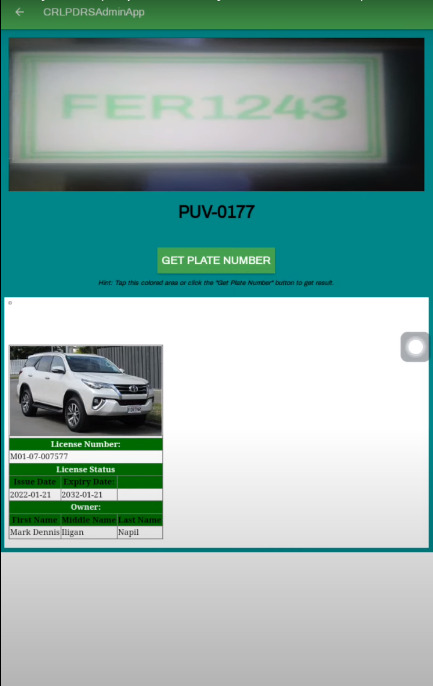 CRLPDRSAdminApp
FER1243
PUV-0177
GET PLATE NUMBER
Hint: Tap this colored area or click the "Get Plate Number" button to get result.
License Number:
M01-07-007577
License Status
Issue Date Expiry Date:
2022-01-21 2032-01-21
Owner:
First Name Middle Name Last Name
Mark Dennis Iligan Napil